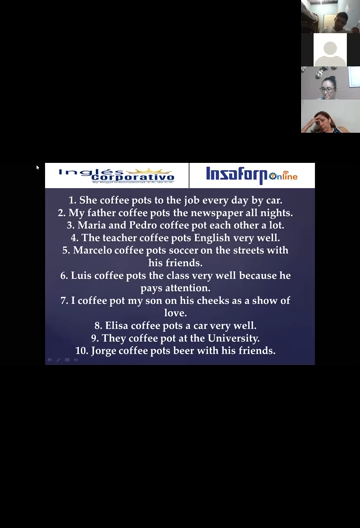 Inglés
Corporativo
Insaforp online
1. She coffee pots to the job every day by car.
2. My father coffee pots the newspaper all nights.
3. Maria and Pedro coffee pot each other a lot.
4. The teacher coffee pots English very well.
5. Marcelo coffee pots soccer on the streets with
his friends.
6. Luis coffee pots the class very well because he
pays attention.
7. I coffee pot my son on his cheeks as a show of
love.
8. Elisa coffee pots a car very well.
9. They coffee pot at the University.
10. Jorge coffee pots beer with his friends.